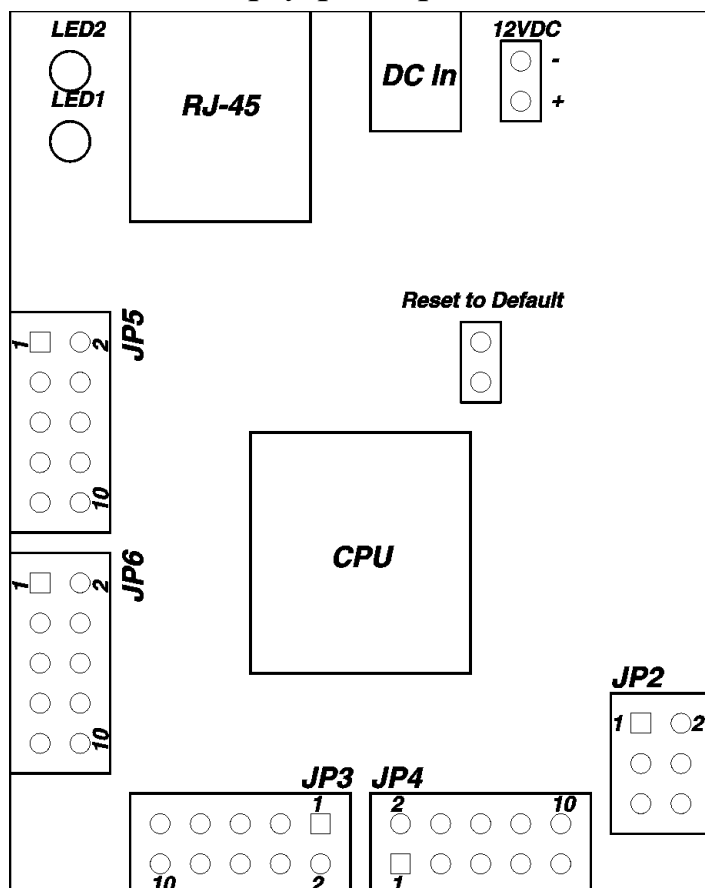 LED2
12VDC
-
DC In
LED1
+
RJ-45
Reset to Default
1
2
JP5
10
CPU
1
2
JP6
10
JP2
1
2
JP3
JP4
1
2
10
10
2
1